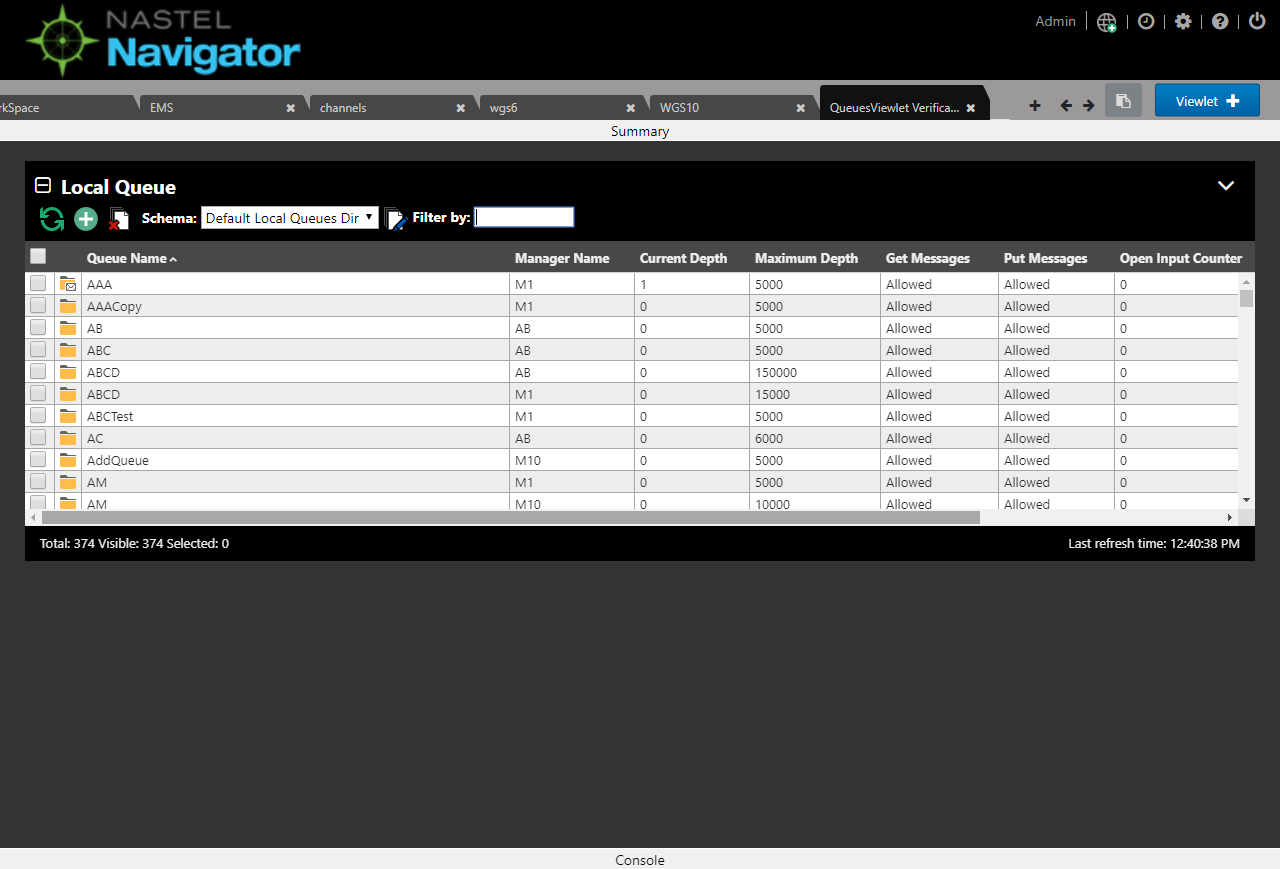 NASTEL
Navigator
Admin
rkSpace EMS channels wgs6 WGS10 QueuesViewlet Verifica... Viewlet
Summary
Local Queue
Schema: Default Local Queues Dir Filter by:
Queue Name Manager Name Current Depth Maximum Depth Get Messages Put Messages Open Input Counter
AAA M1 1 5000 Allowed Allowed 0
AAACopy M1 0 5000 Allowed Allowed 0
AB AB 0 5000 Allowed Allowed 0
ABC AB 0 5000 Allowed Allowed 0
ABCD AB 0 150000 Allowed Allowed 0
ABCD M1 0 15000 Allowed Allowed 0
ABCTest M1 0 5000 Allowed Allowed 0
AC AB 0 6000 Allowed Allowed 0
AddQueue M10 0 5000 Allowed Allowed 0
AM M1 0 5000 Allowed Allowed 0
AM M10 0 10000 Allowed Allowed 0
Total: 374 Visible: 374 Selected: 0 Last refresh time: 12:40:38 PM
Console